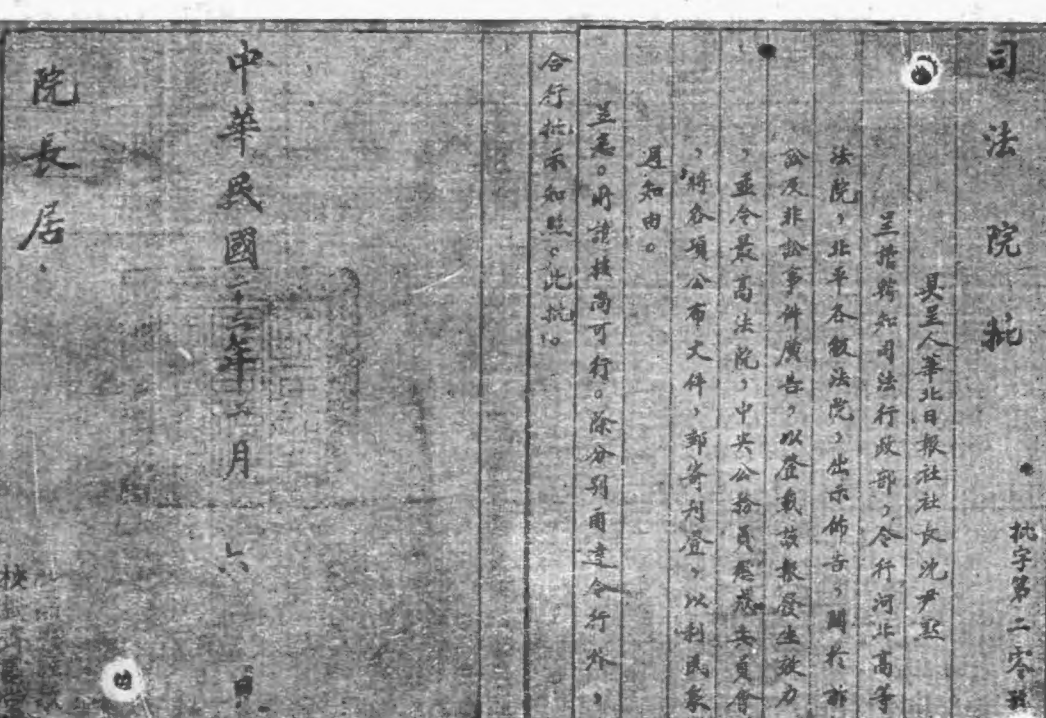 司法院批
批字第二零號
具呈人華北日報社社長沈尹默
呈擬轉知司法行政部，令行河北高等
法院，北平各級法院，出示佈告，關於訴
訟及非訟事件廣告，以登載該報發生效力
，並令最高法院，中央公務員懲戒委員會
，將各項公布文件，郵寄刊登，以利民眾
週知由。
呈悉。所請核尚可行。除分別函達令行外，
合行批示知照。此批。
中華民國二十二年二月六日
院長居
校